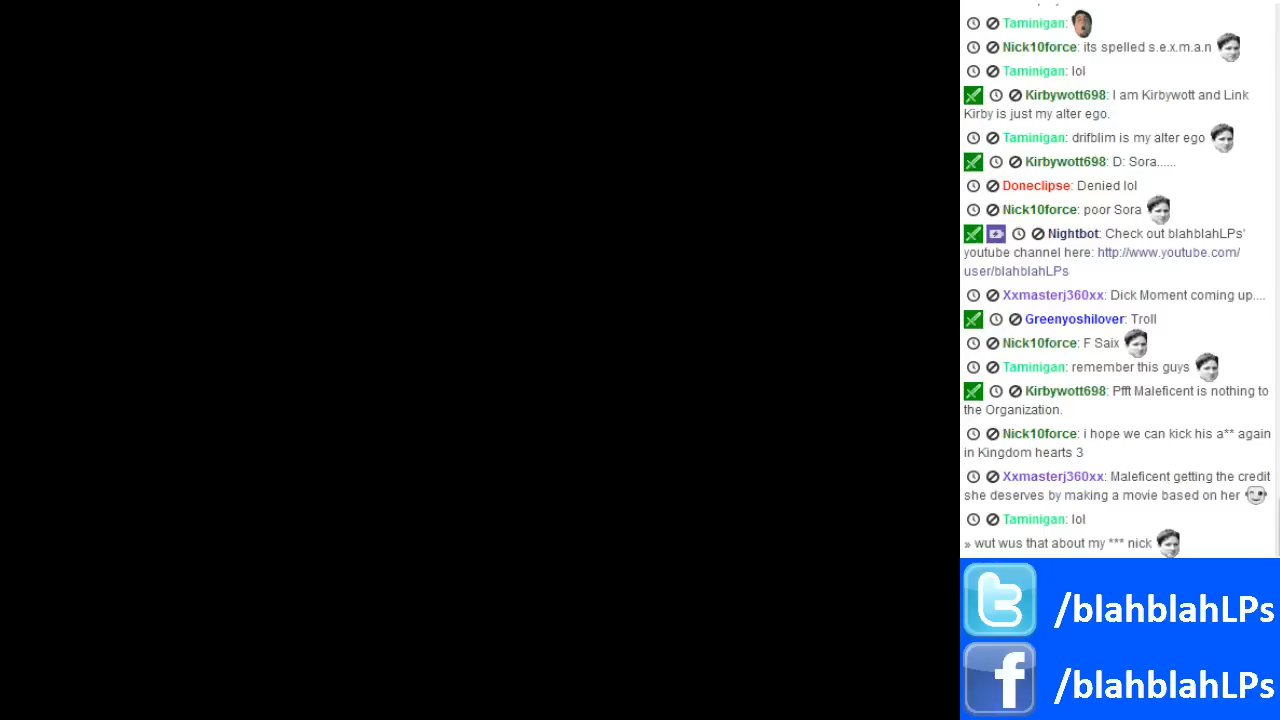 Taminigan:
Nick10force: its spelled s.e.x.m.a.n
Taminigan: lol
Kirbywott698: I am Kirbywott and Link
Kirby is just my alter ego.
Taminigan: drifblim is my alter ego
Kirbywott698: D: Sora......
Doneclipse: Denied lol
Nick10force: poor Sora
Nightbot: Check out blahblahLPs'
youtube channel here: http://www.youtube.com/
user/blahblahLPs
Xxmasterj360xx: Dick Moment coming up....
Greenyoshilover: Troll
Nick10force: F Saix
Taminigan: remember this guys
Kirbywott698: Pfft Maleficent is nothing to
the Organization.
Nick10force: i hope we can kick his a** again
in Kingdom hearts 3
Xxmasterj360xx: Maleficent getting the credit
she deserves by making a movie based on her
Taminigan: lol
» wut wus that about my *** nick
/blahblahLPs
/blahblahLPs